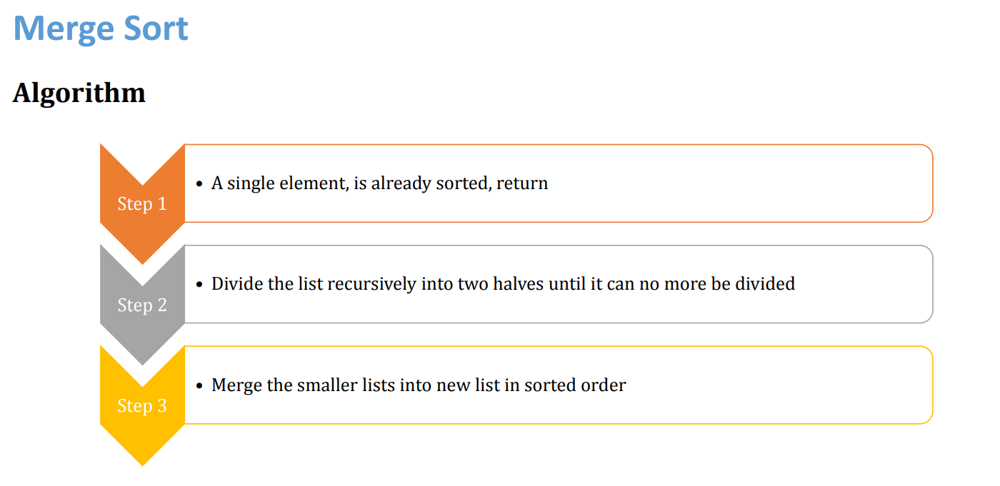 Merge Sort
Algorithm
Step 1
• A single element, is already sorted, return
Step 2
• Divide the list recursively into two halves until it can no more be divided
Step 3
• Merge the smaller lists into new list in sorted order